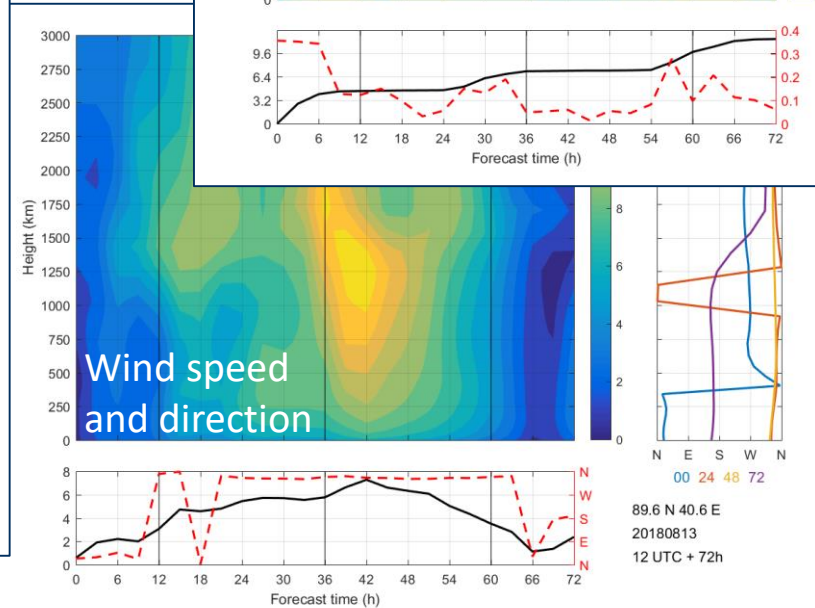 0
9.6
6.4
3.2
0
0.4
0.3
0.2
0.1
0
0 6 12 18 24 30 36 42 48 54 60 66 72
Forecast time (h)
3000
2750
2500
2250
2000
1750
1500
1250
1000
750
500
250
0
Height (km)
Wind speed
and direction
8
6
4
2
0
N E S W N
00 24 48 72
89.6 N 40.6 E
20180813
12 UTC + 72h
8
6
4
2
0
N
W
S
E
N
0 6 12 18 24 30 36 42 48 54 60 66 72
Forecast time (h)